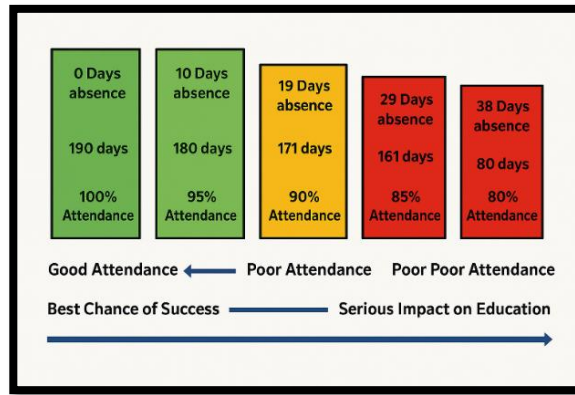 0 Days
absence
190 days
100%
Attendance
10 Days
absence
180 days
95%
Attendance
19 Days
absence
171 days
90%
Attendance
29 Days
absence
161 days
85%
Attendance
38 Days
absence
80 days
80%
Attendance
Good Attendance Poor Attendance Poor Poor Attendance
Best Chance of Success Serious Impact on Education